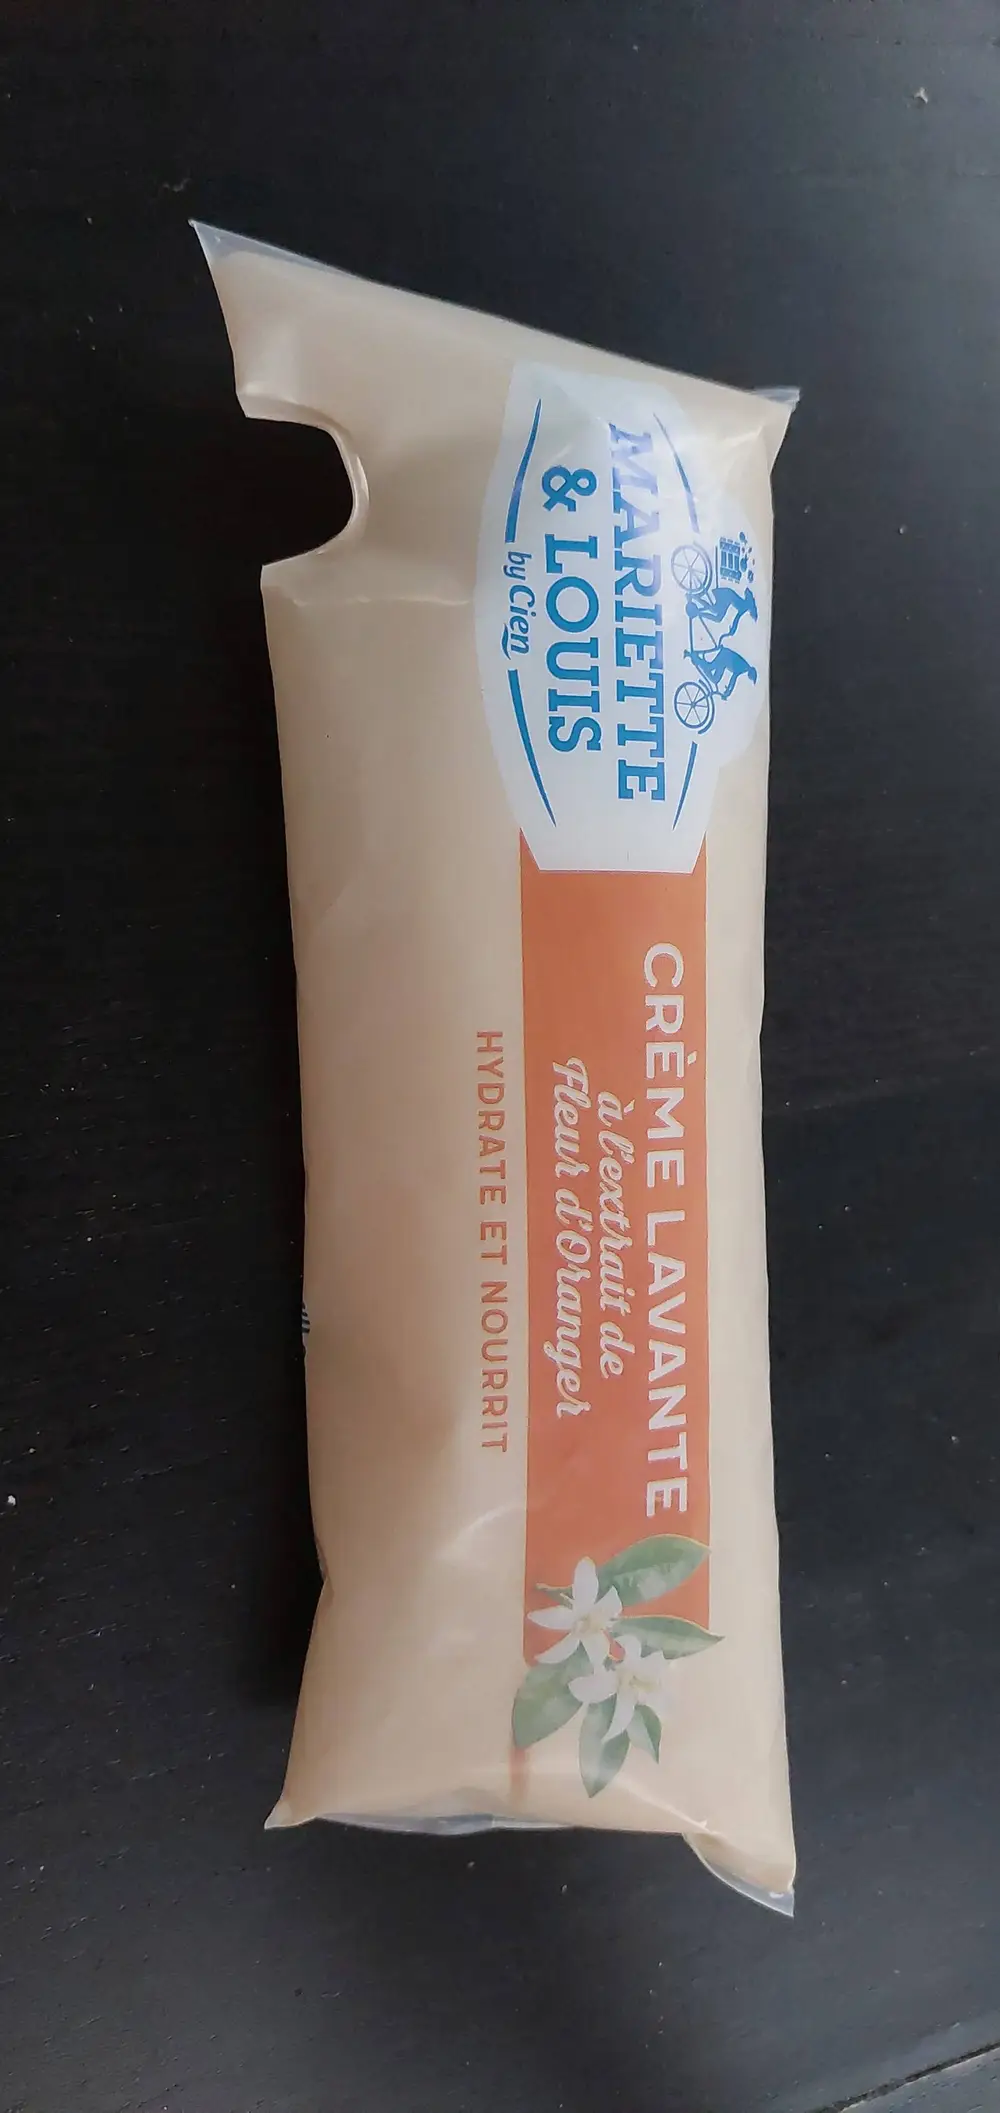 MARIETTE
& LOUIS
by Cien
CRÈME LAVANTE
à l'extrait de
Fleur d'Oranger
HYDRATE ET NOURRIT